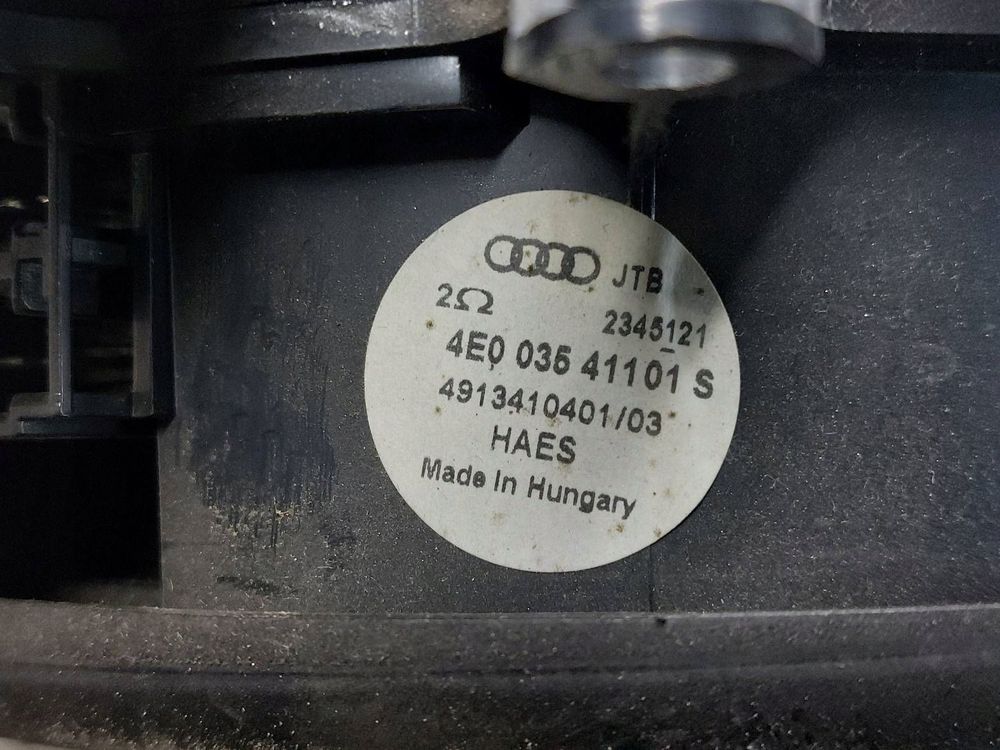 JTB
2Ω 2345121
4E0 035 41101 S
4913410401/03
HAES
Made In Hungary